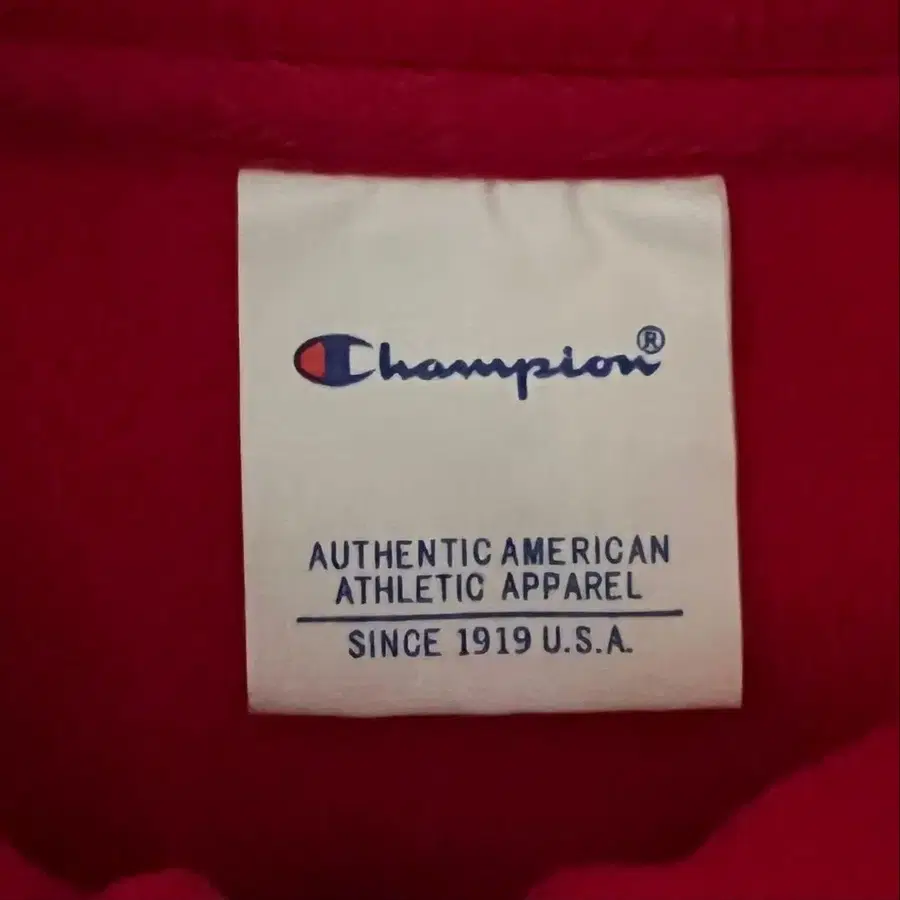 Champion®
AUTHENTIC AMERICAN
ATHLETIC APPAREL
SINCE 1919 U.S.A.